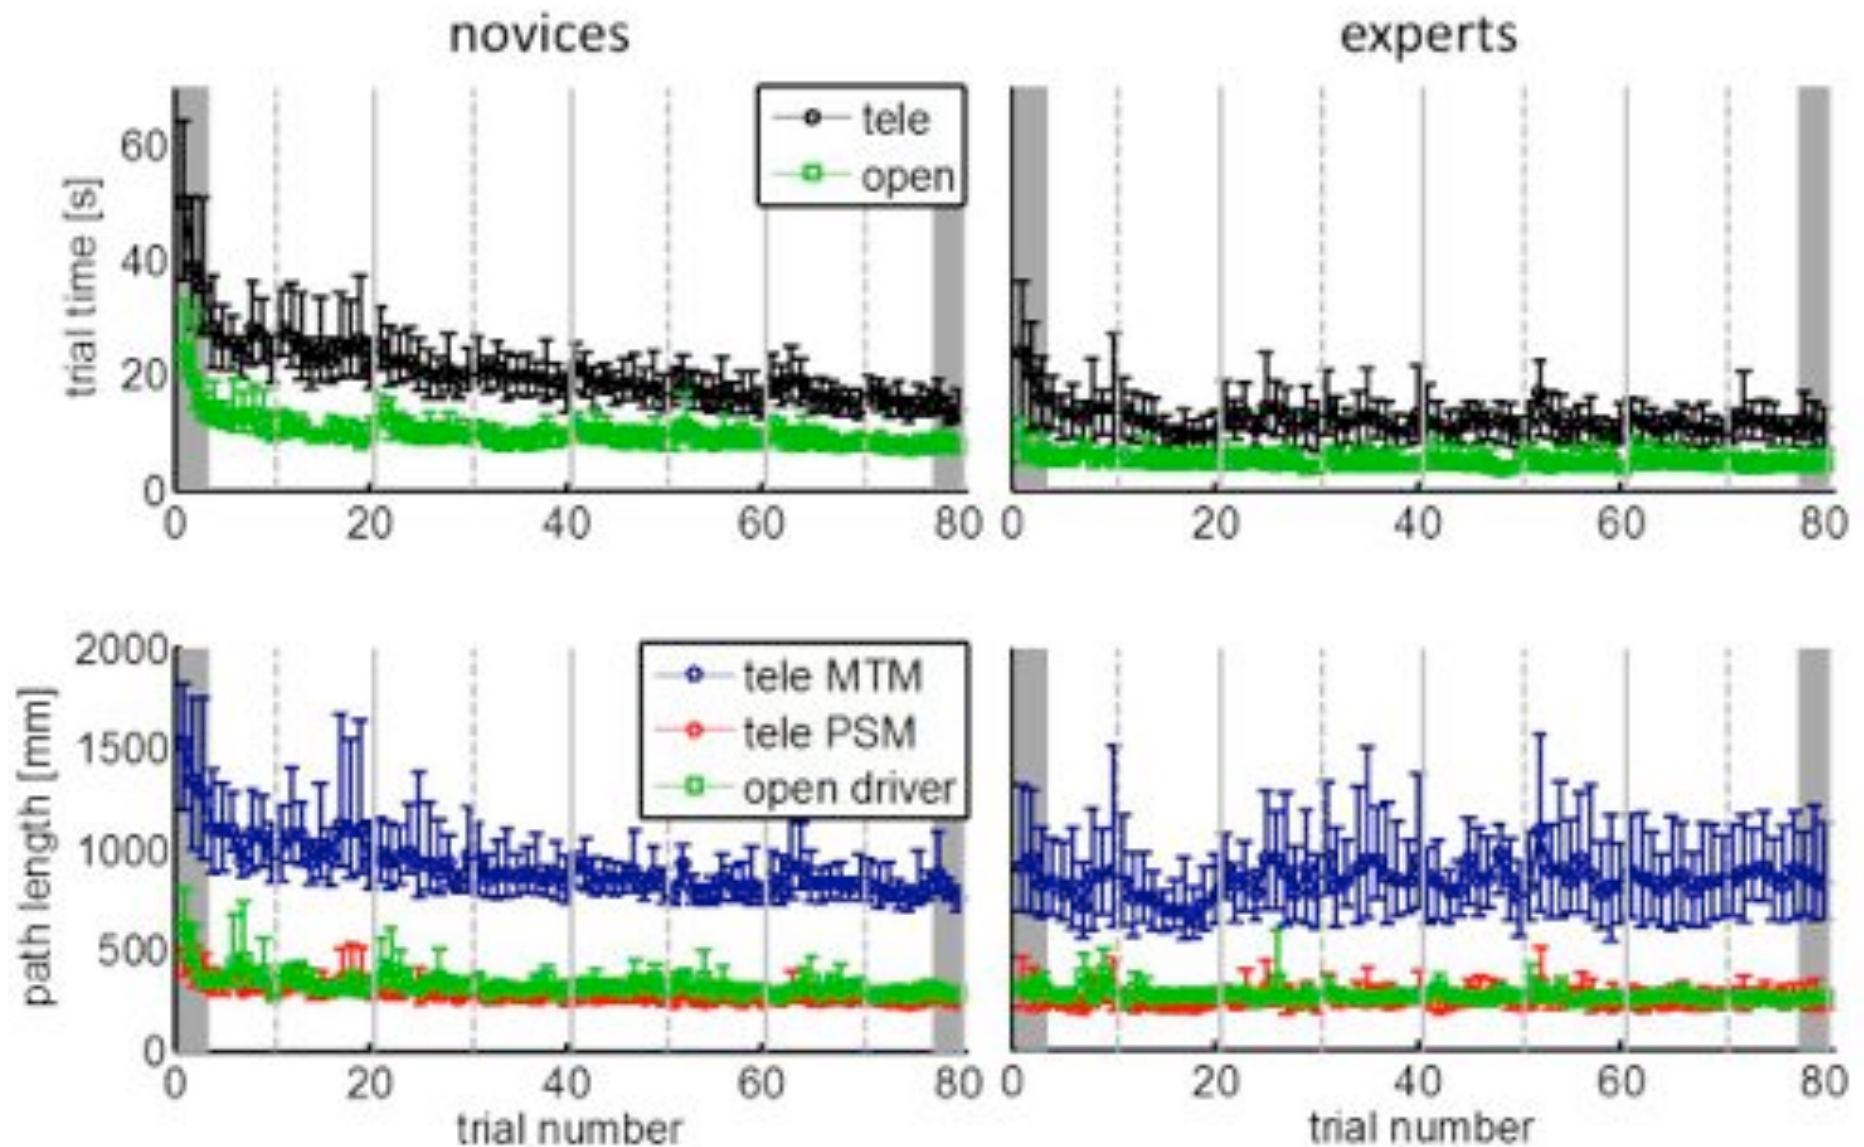 novices
experts
tele
open
trial time [s]
60
40
20
0
0 20 40 60 80
0 20 40 60 80
tele MTM
tele PSM
open driver
path length [mm]
2000
1500
1000
500
0
0 20 40 60 80
0 20 40 60 80
trial number
trial number